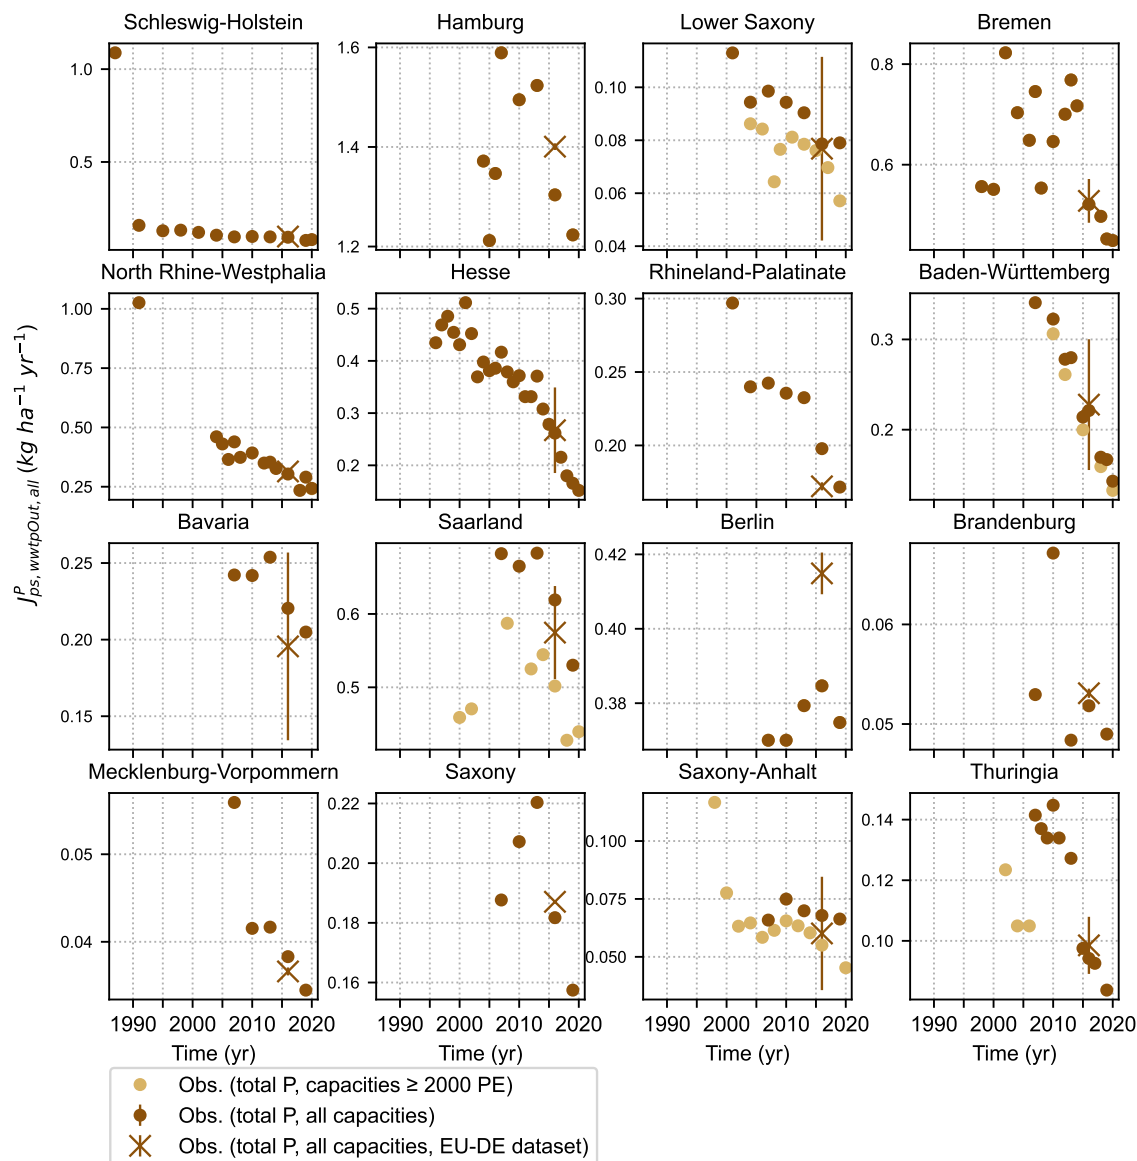 Schleswig-Holstein
Hamburg
Lower Saxony
Bremen
1.0
0.5
1.6
1.4
1.2
0.10
0.08
0.06
0.04
0.8
0.6
North Rhine-Westphalia
Hesse
Rhineland-Palatinate
Baden-Württemberg
1.00
0.75
0.50
0.25
0.5
0.4
0.3
0.2
0.30
0.25
0.20
0.3
0.2
J^P_{ps, wwtpOut, all} (kg ha^{−1} yr^{−1})
Bavaria
Saarland
Berlin
Brandenburg
0.25
0.20
0.15
0.6
0.5
0.42
0.40
0.38
0.06
0.05
Mecklenburg-Vorpommern
Saxony
Saxony-Anhalt
Thuringia
0.05
0.04
0.22
0.20
0.18
0.16
0.100
0.075
0.050
0.14
0.12
0.10
1990 2000 2010 2020
1990 2000 2010 2020
1990 2000 2010 2020
1990 2000 2010 2020
Time (yr)
Time (yr)
Time (yr)
Time (yr)
Obs. (total P, capacities ≥ 2000 PE)
Obs. (total P, all capacities)
Obs. (total P, all capacities, EU-DE dataset)